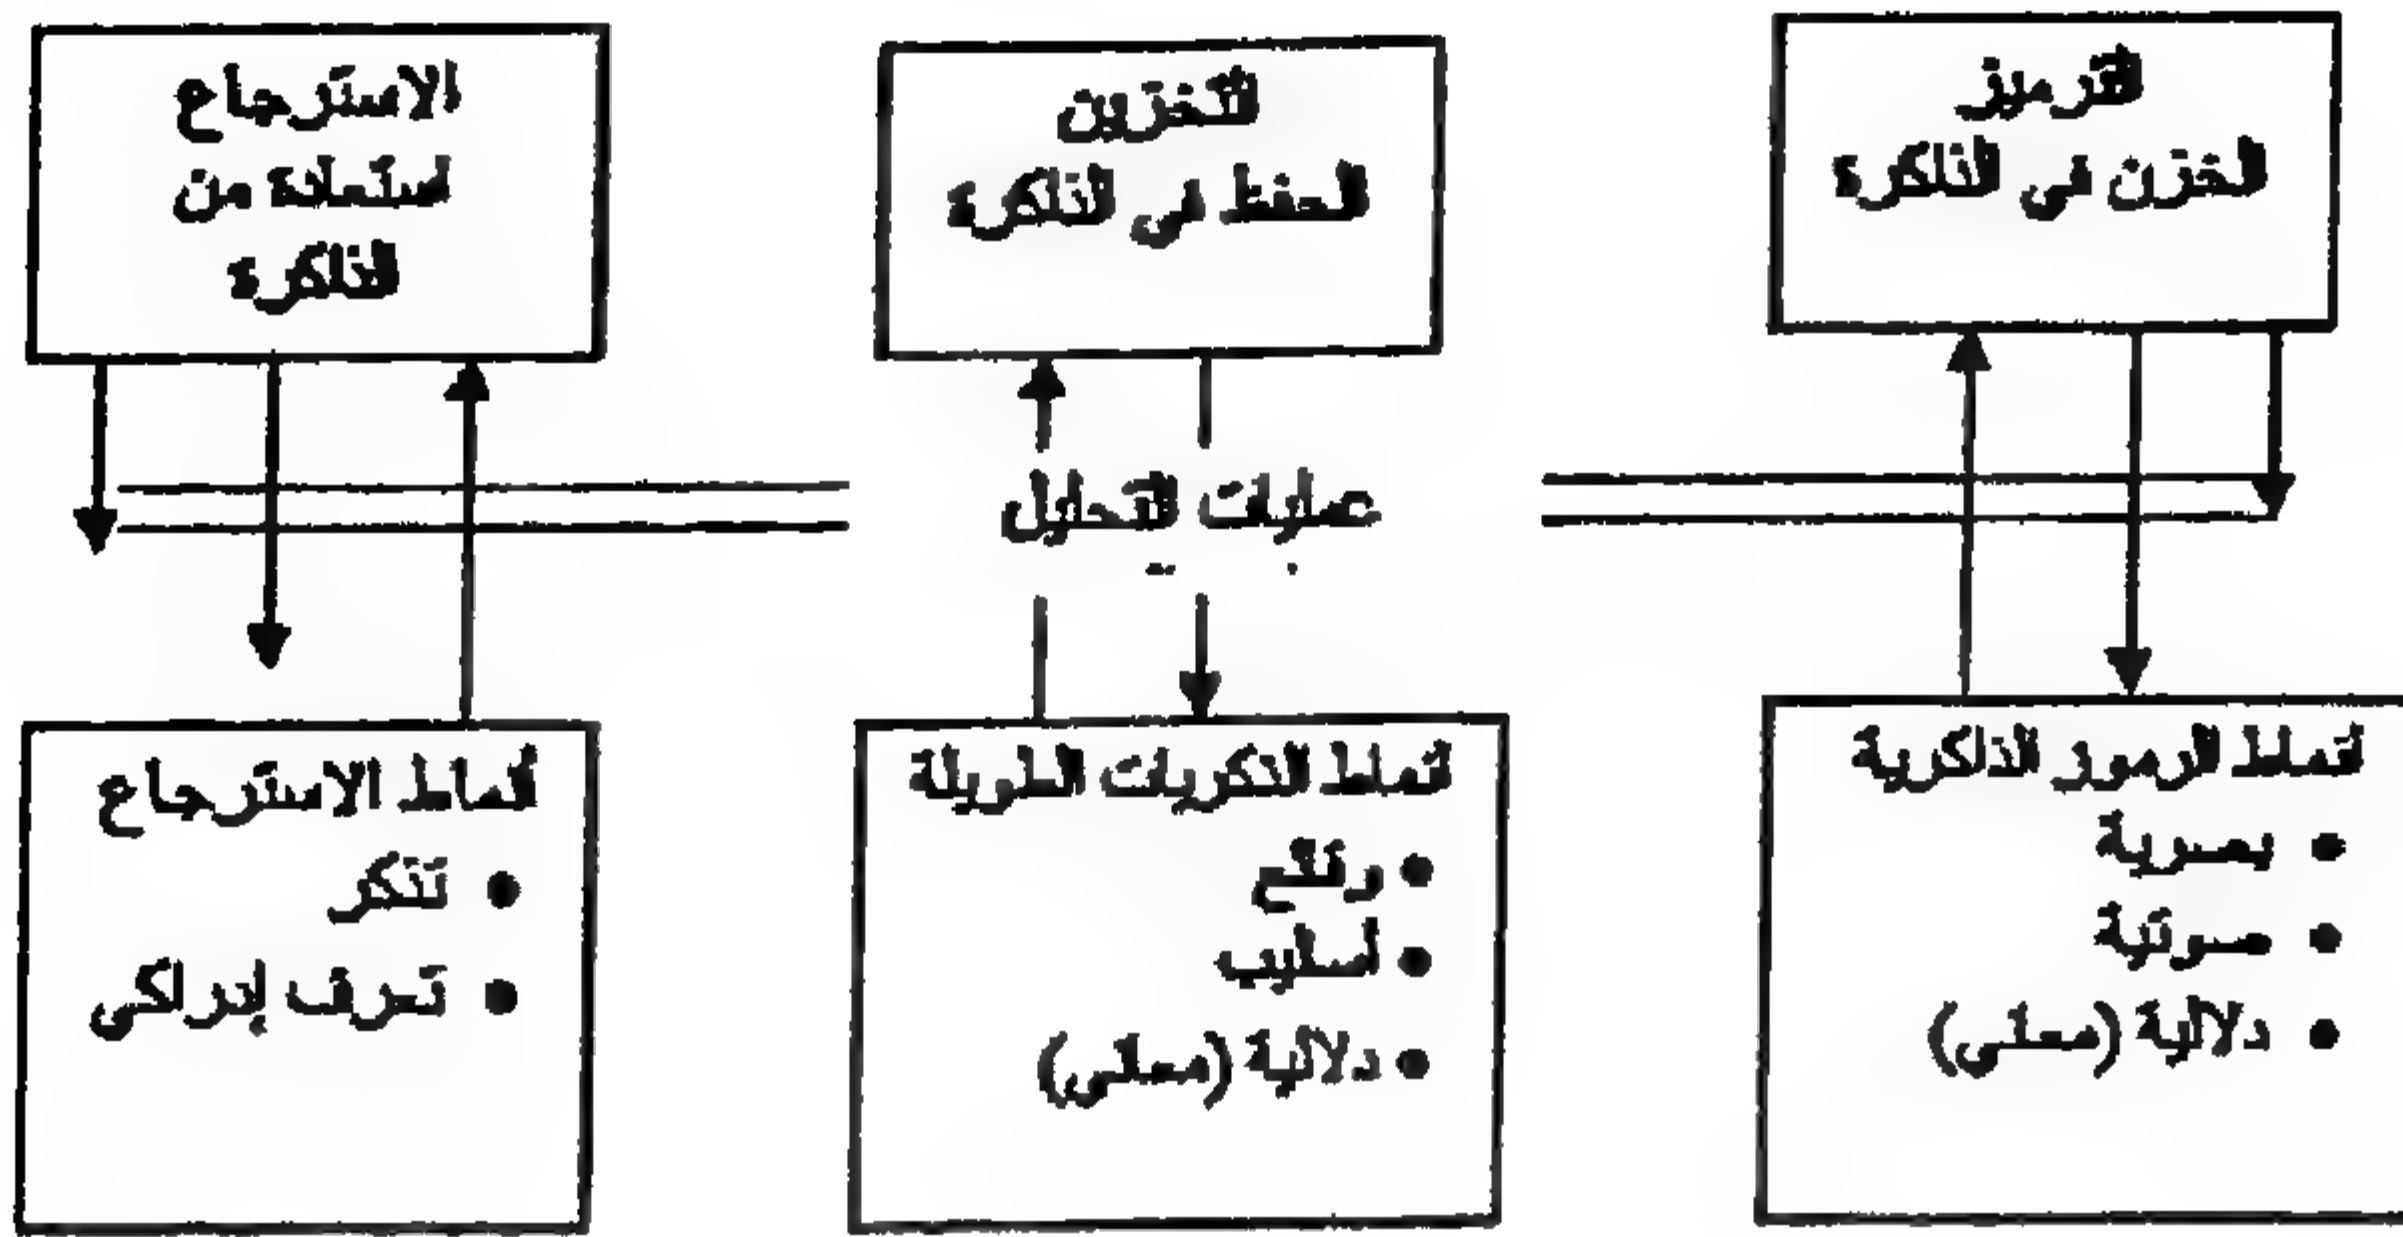 الترميز
الخزن في الذاكرة
التخزين
الحفظ في الذاكرة
الاسترجاع
استعادة من
الذاكرة
عمليات التحليل
أنماط الرموز الذاكرية
• بصرية
• صوتية
• دلالية (معنى)
أنماط الذكريات الطويلة
• وقائع
• أساليب
• دلالية (معنى)
أنماط الاسترجاع
• تذكر
• تعرف إدراكي